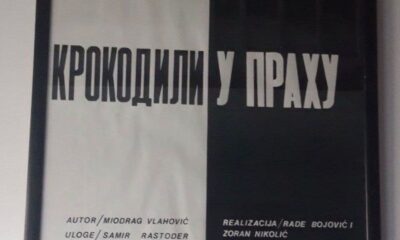 КРОКОДИЛИ У ПРАХУ
AUTOR/MIODRAG VLAHOVIĆ
ULOGE/SAMIR RASTODER
REALIZACIJA/RADE BOJOVIĆ I
ZORAN NIKOLIĆ